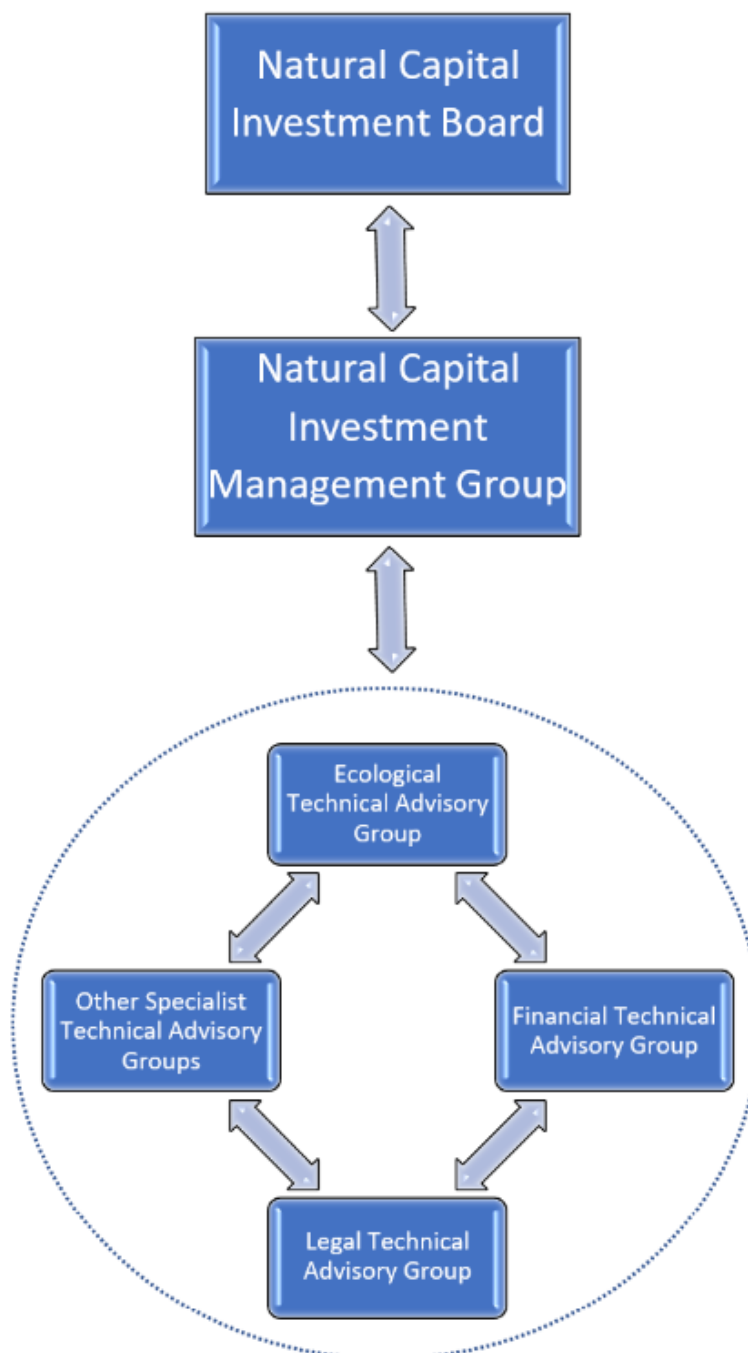 Natural Capital
Investment Board
Natural Capital
Investment
Management Group
Ecological
Technical Advisory
Group
Other Specialist
Technical Advisory
Groups
Financial Technical
Advisory Group
Legal Technical
Advisory Group